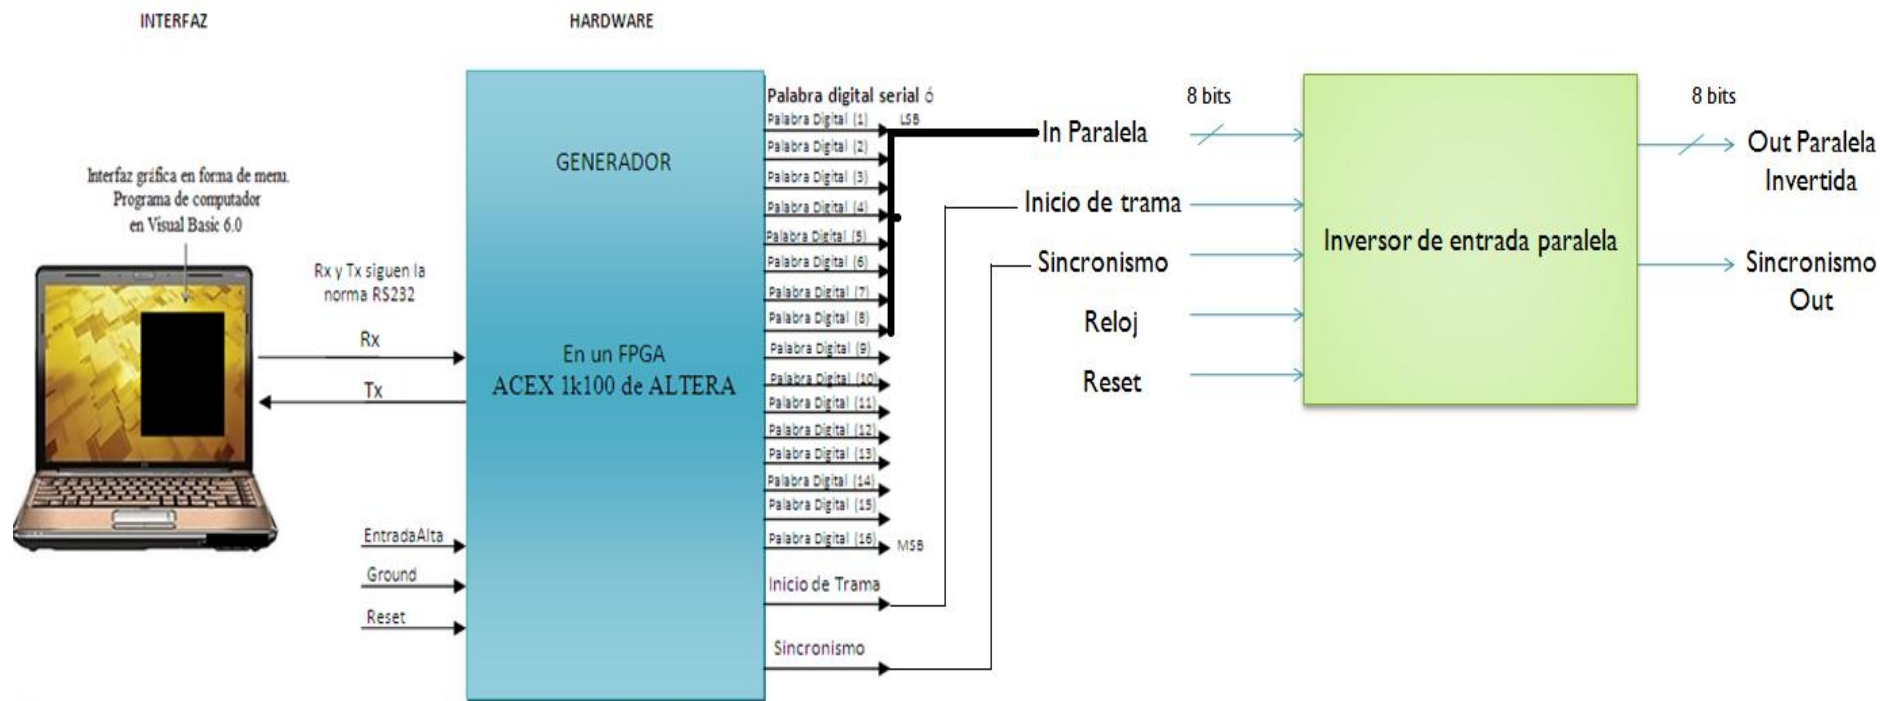 INTERFAZ
HARDWARE
Interfaz gráfica en forma de menu.
Programa de computador
en Visual Basic 6.0
Rx y Tx siguen la
norma RS232
Rx
Tx
EntradaAlta
Ground
Reset
GENERADOR
En un FPGA
ACEX 1k100 de ALTERA
Palabra digital serial ó
Palabra Digital (1) LSB
Palabra Digital (2)
Palabra Digital (3)
Palabra Digital (4)
Palabra Digital (5)
Palabra Digital (6)
Palabra Digital (7)
Palabra Digital (8)
Palabra Digital (9)
Palabra Digital (10)
Palabra Digital (11)
Palabra Digital (12)
Palabra Digital (13)
Palabra Digital (14)
Palabra Digital (15)
Palabra Digital (16) MSB
Inicio de Trama
Sincronismo
8 bits
In Paralela
Inicio de trama
Sincronismo
Reloj
Reset
Inversor de entrada paralela
8 bits
Out Paralela
Invertida
Sincronismo
Out